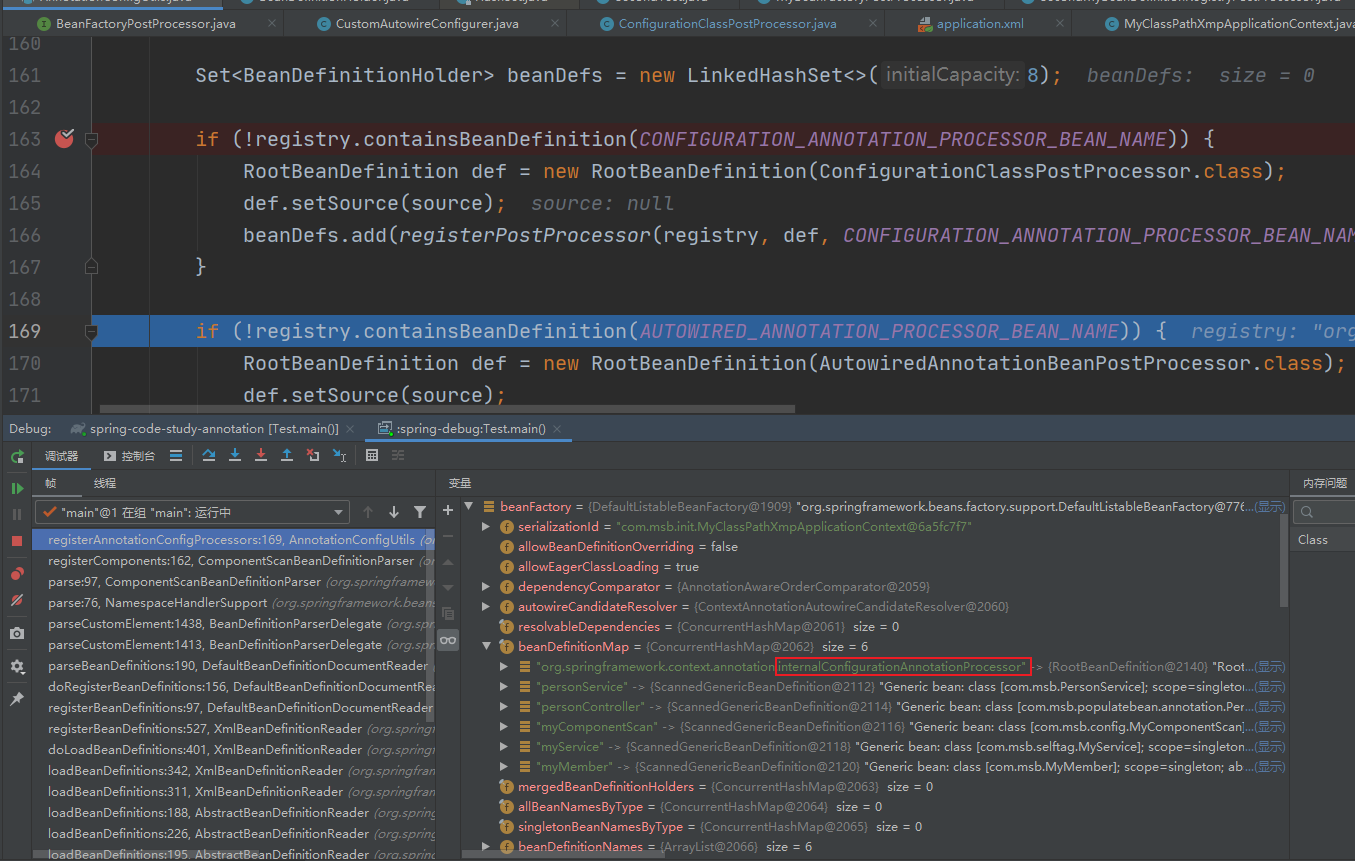 BeanFactoryPostProcessor.java CustomAutowireConfigurer.java ConfigurationClassPostProcessor.java application.xml MyClassPathXmpApplicationContext.java
160
161 Set<BeanDefinitionHolder> beanDefs = new LinkedHashSet<>( initialCapacity: 8); beanDefs: size = 0
162
163 if (!registry.containsBeanDefinition(CONFIGURATION_ANNOTATION_PROCESSOR_BEAN_NAME)) {
164 RootBeanDefinition def = new RootBeanDefinition(ConfigurationClassPostProcessor.class);
165 def.setSource(source); source: null
166 beanDefs.add(registerPostProcessor(registry, def, CONFIGURATION_ANNOTATION_PROCESSOR_BEAN_NAM
167 }
168
169 if (!registry.containsBeanDefinition(AUTOWIRED_ANNOTATION_PROCESSOR_BEAN_NAME)) { registry: "org
170 RootBeanDefinition def = new RootBeanDefinition(AutowiredAnnotationBeanPostProcessor.class);
171 def.setSource(source);
Debug: spring-code-study-annotation [Test.main()] :spring-debug:Test.main()
调试器 控制台
帧 线程
"main"@1 在组 "main": 运行中
registerAnnotationConfigProcessors:169, AnnotationConfigUtils (or
registerComponents:162, ComponentScanBeanDefinitionParser (org
parse:97, ComponentScanBeanDefinitionParser (org.springframew
parse:76, NamespaceHandlerSupport (org.springframework.bean
parseCustomElement:1438, BeanDefinitionParserDelegate (org.sp
parseCustomElement:1413, BeanDefinitionParserDelegate (org.sp
parseBeanDefinitions:190, DefaultBeanDefinitionDocumentReader
doRegisterBeanDefinitions:156, DefaultBeanDefinitionDocumentRe
registerBeanDefinitions:97, DefaultBeanDefinitionDocumentReader
registerBeanDefinitions:527, XmlBeanDefinitionReader (org.spring
doLoadBeanDefinitions:401, XmlBeanDefinitionReader (org.spring
loadBeanDefinitions:342, XmlBeanDefinitionReader (org.springfra
loadBeanDefinitions:311, XmlBeanDefinitionReader (org.springfra
loadBeanDefinitions:188, AbstractBeanDefinitionReader (org.spri
loadBeanDefinitions:226, AbstractBeanDefinitionReader (org.spri
loadBeanDefinitions:195, AbstractBeanDefinitionReader (org.spri
变量
beanFactory = {DefaultListableBeanFactory@1909} "org.springframework.beans.factory.support.DefaultListableBeanFactory@776... (显示)
serializationId = "com.msb.init.MyClassPathXmpApplicationContext@6a5fc7f7"
allowBeanDefinitionOverriding = false
allowEagerClassLoading = true
dependencyComparator = {AnnotationAwareOrderComparator@2059}
autowireCandidateResolver = {ContextAnnotationAutowireCandidateResolver@2060}
resolvableDependencies = {ConcurrentHashMap@2061} size = 0
beanDefinitionMap = {ConcurrentHashMap@2062} size = 6
"org.springframework.context.annotation.internalConfigurationAnnotationProcessor" -> {RootBeanDefinition@2140} "Root... (显示)
"personService" -> {ScannedGenericBeanDefinition@2112} "Generic bean: class [com.msb.PersonService]; scope=singleton... (显示)
"personController" -> {ScannedGenericBeanDefinition@2114} "Generic bean: class [com.msb.populatebean.annotation.Per... (显示)
"myComponentScan" -> {ScannedGenericBeanDefinition@2116} "Generic bean: class [com.msb.config.MyComponentScan]... (显示)
"myService" -> {ScannedGenericBeanDefinition@2118} "Generic bean: class [com.msb.selftag.MyService]; scope=singleton... (显示)
"myMember" -> {ScannedGenericBeanDefinition@2120} "Generic bean: class [com.msb.MyMember]; scope=singleton; ab... (显示)
mergedBeanDefinitionHolders = {ConcurrentHashMap@2063} size = 0
allBeanNamesByType = {ConcurrentHashMap@2064} size = 0
singletonBeanNamesByType = {ConcurrentHashMap@2065} size = 0
beanDefinitionNames = {ArrayList@2066} size = 6
内存问题
Class